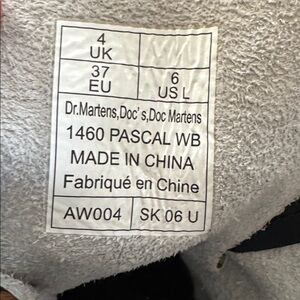 4
UK
37
EU
6
US L
Dr.Martens,Doc's,Doc Martens
1460 PASCAL WB
MADE IN CHINA
Fabriqué en Chine
AW004 SK 06 U